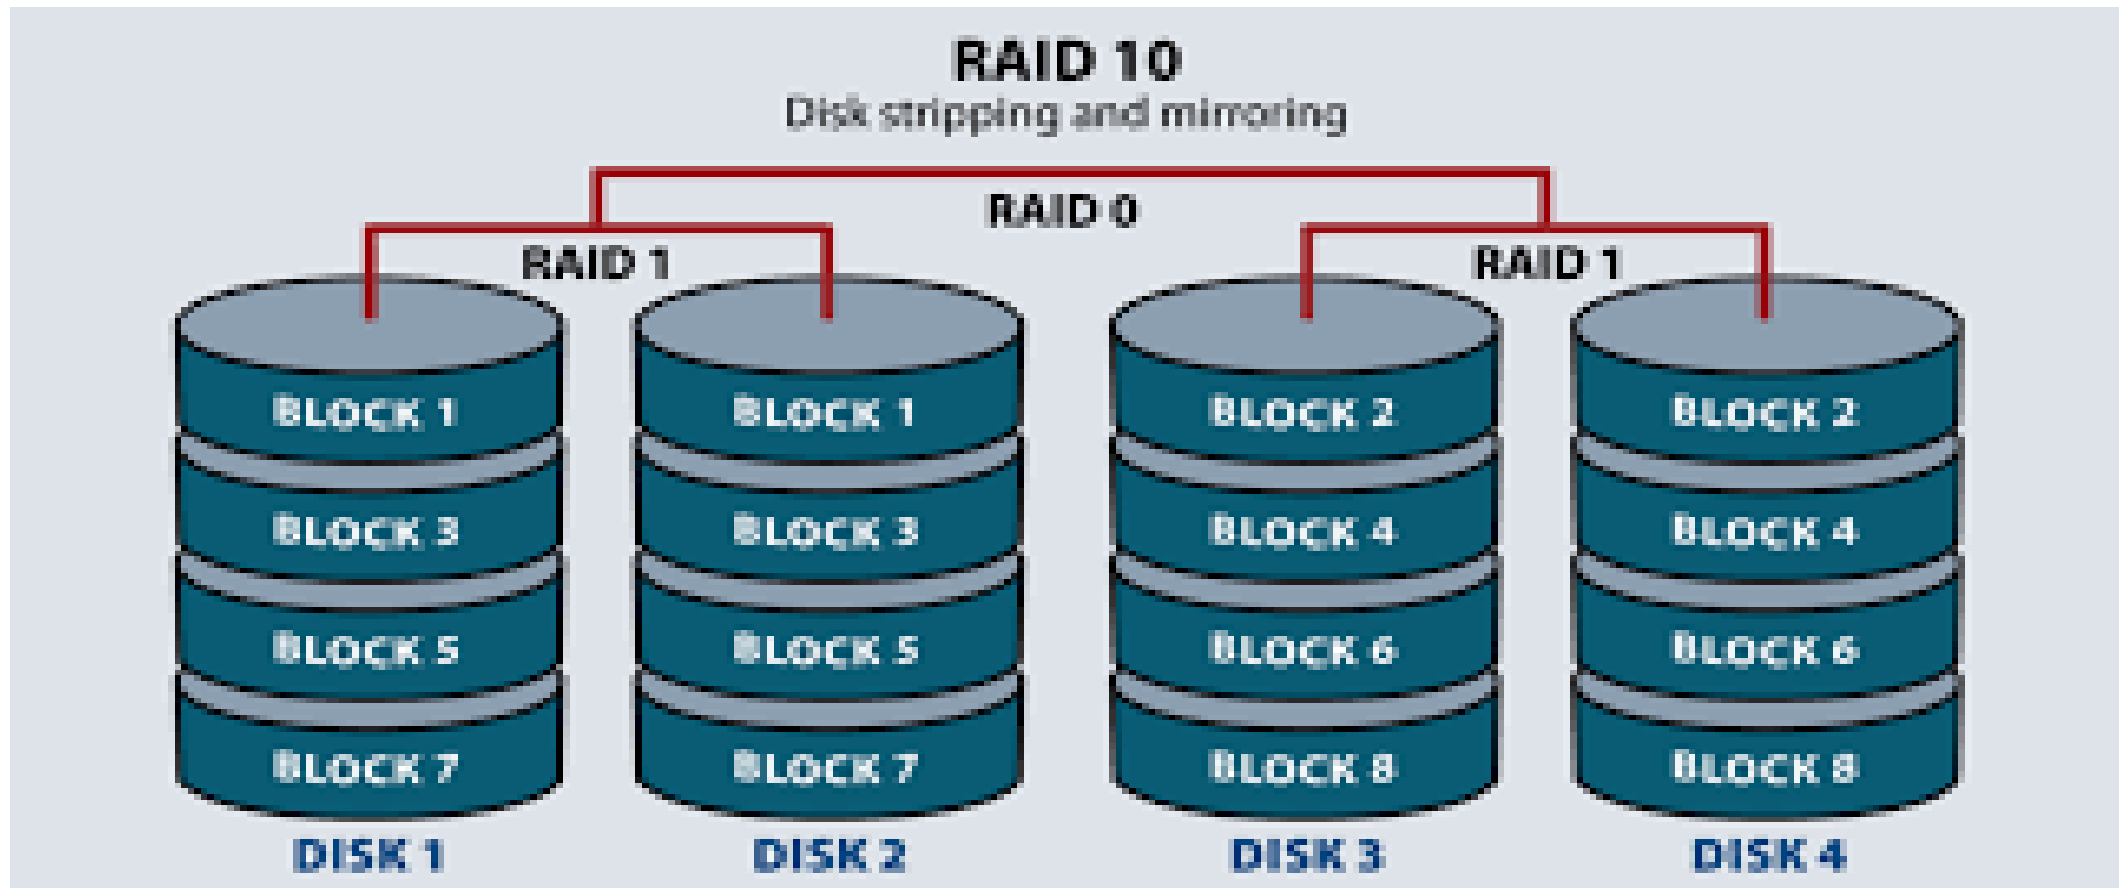 RAID 10
Disk stripping and mirroring
RAID 0
RAID 1 RAID 1
BLOCK 1 BLOCK 1 BLOCK 2 BLOCK 2
BLOCK 3 BLOCK 3 BLOCK 4 BLOCK 4
BLOCK 5 BLOCK 5 BLOCK 6 BLOCK 6
BLOCK 7 BLOCK 7 BLOCK 8 BLOCK 8
DISK 1 DISK 2 DISK 3 DISK 4